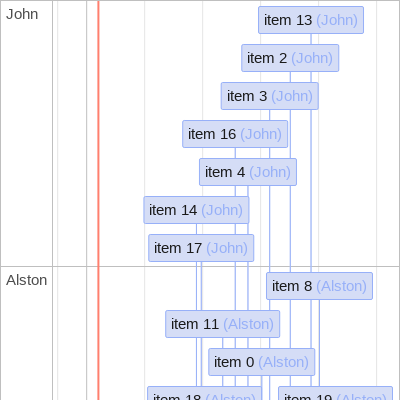 John
item 13 (John)
item 2 (John)
item 3 (John)
item 16 (John)
item 4 (John)
item 14 (John)
item 17 (John)
Alston
item 8 (Alston)
item 11 (Alston)
item 0 (Alston)
item 18 (Alston)
item 19 (Alston)